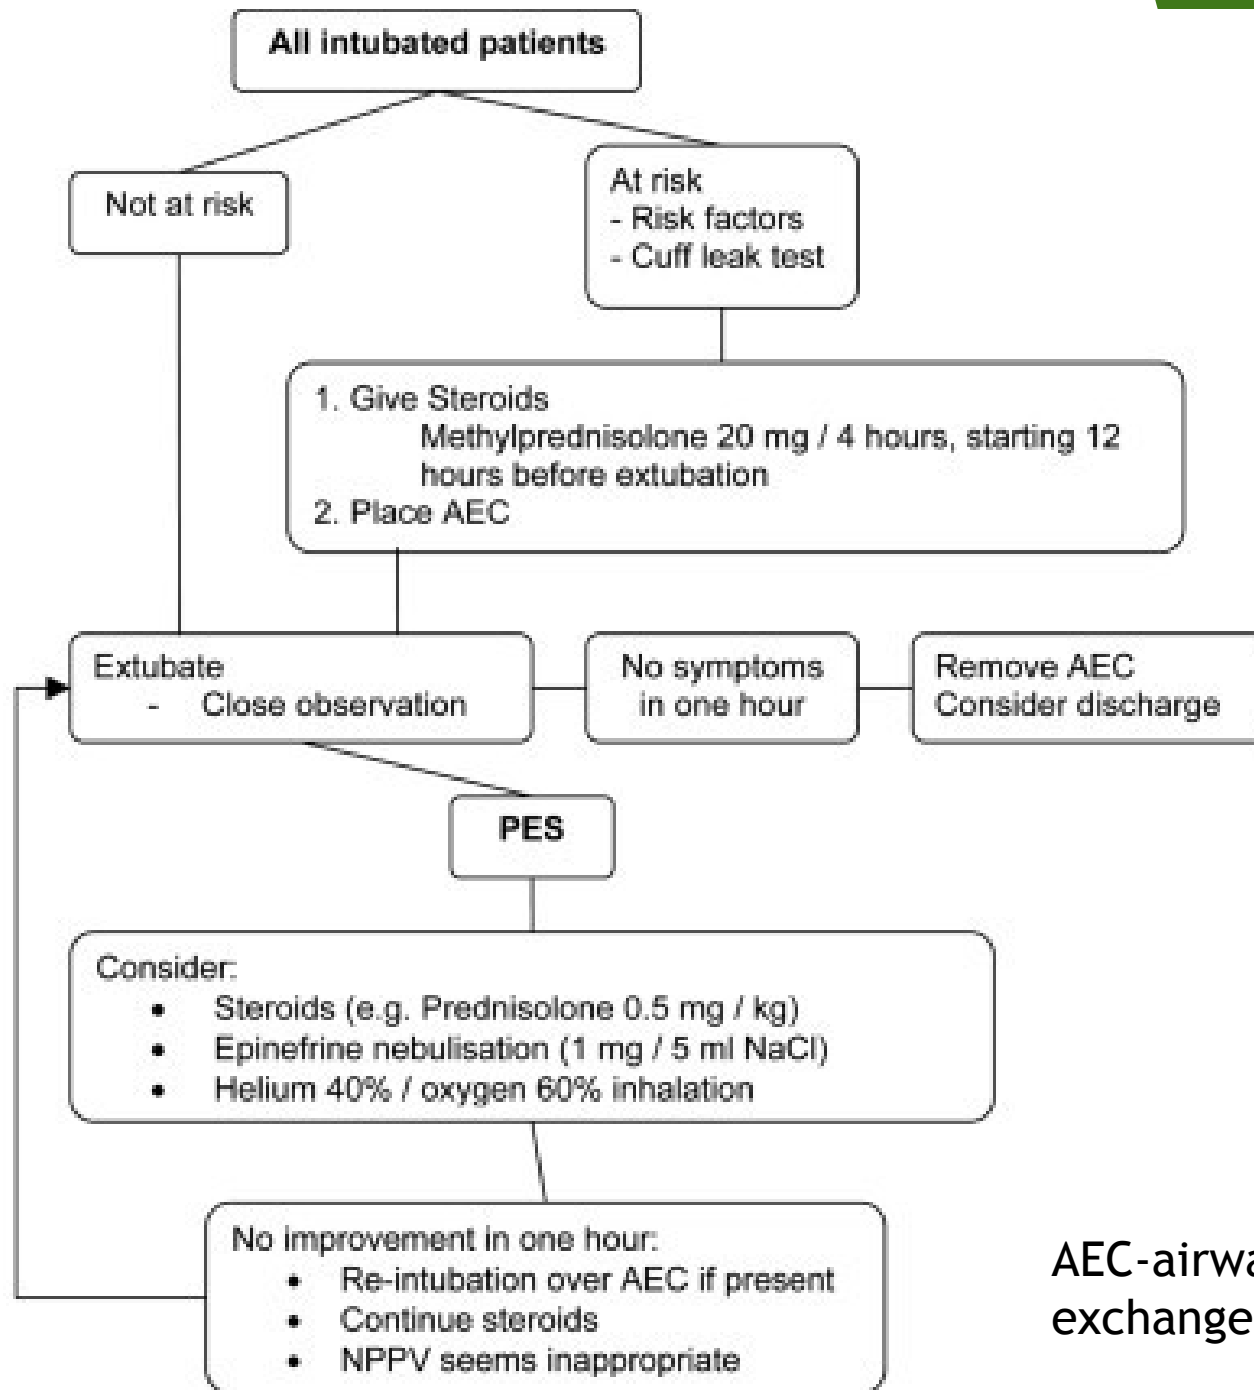 All intubated patients
Not at risk
At risk
- Risk factors
- Cuff leak test
1. Give Steroids
Methylprednisolone 20 mg / 4 hours, starting 12
hours before extubation
2. Place AEC
Extubate
- Close observation
No symptoms
in one hour
Remove AEC
Consider discharge
PES
Consider:
• Steroids (e.g. Prednisolone 0.5 mg / kg)
• Epinefrine nebulisation (1 mg / 5 ml NaCl)
• Helium 40% / oxygen 60% inhalation
No improvement in one hour:
• Re-intubation over AEC if present
• Continue steroids
• NPPV seems inappropriate
AEC-airwa
exchange